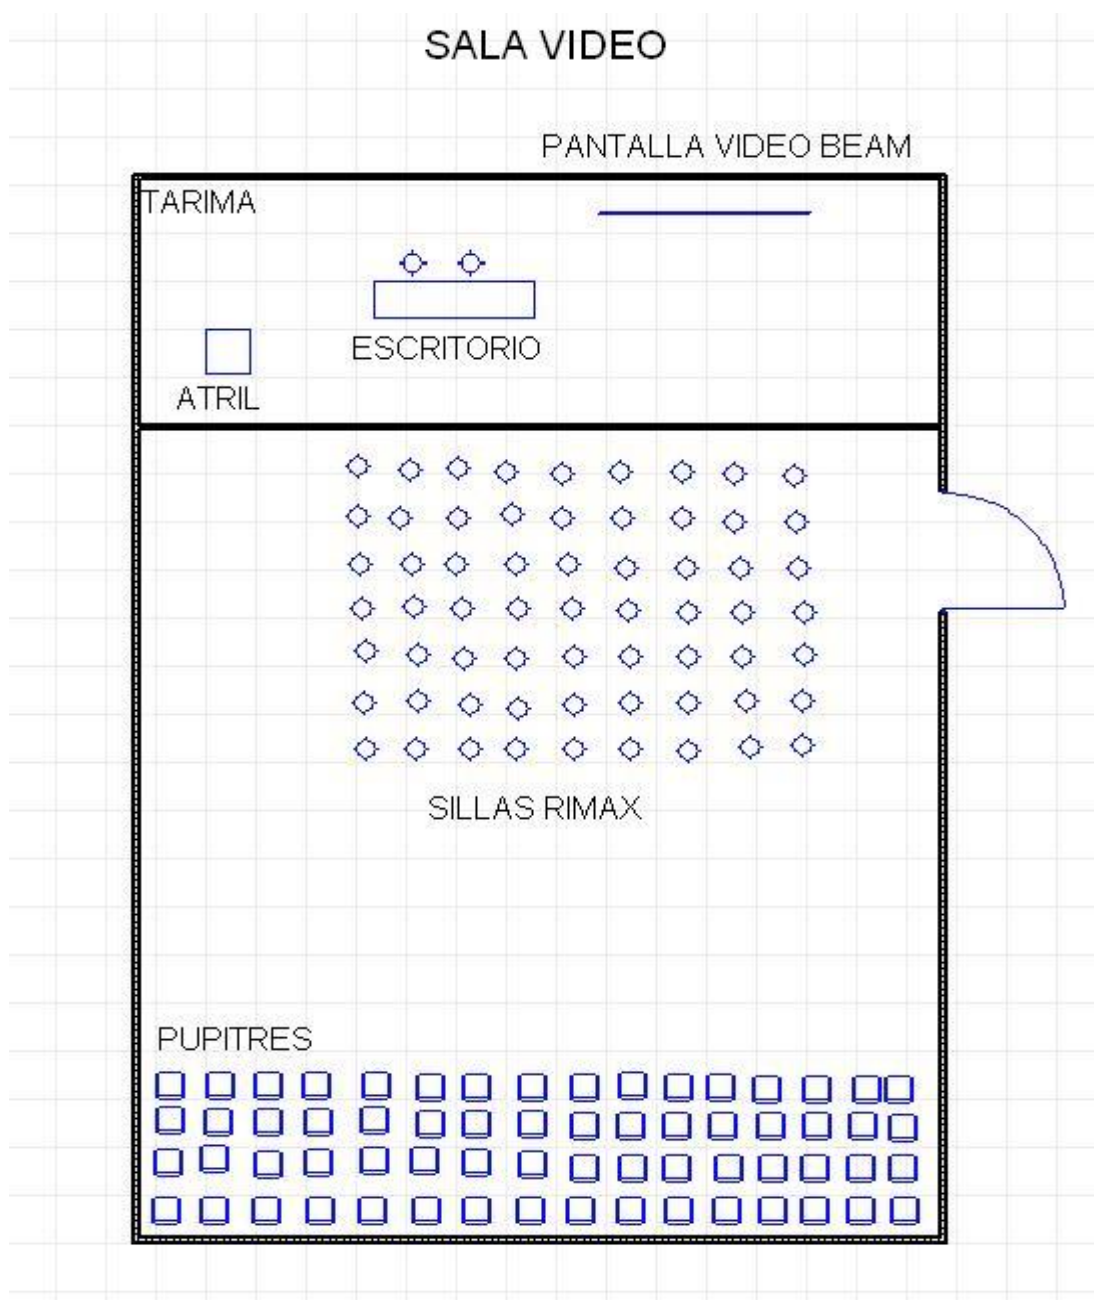 SALA VIDEO
PANTALLA VIDEO BEAM
TARIMA
ESCRITORIO
ATRIL
SILLAS RIMAX
PUPITRES